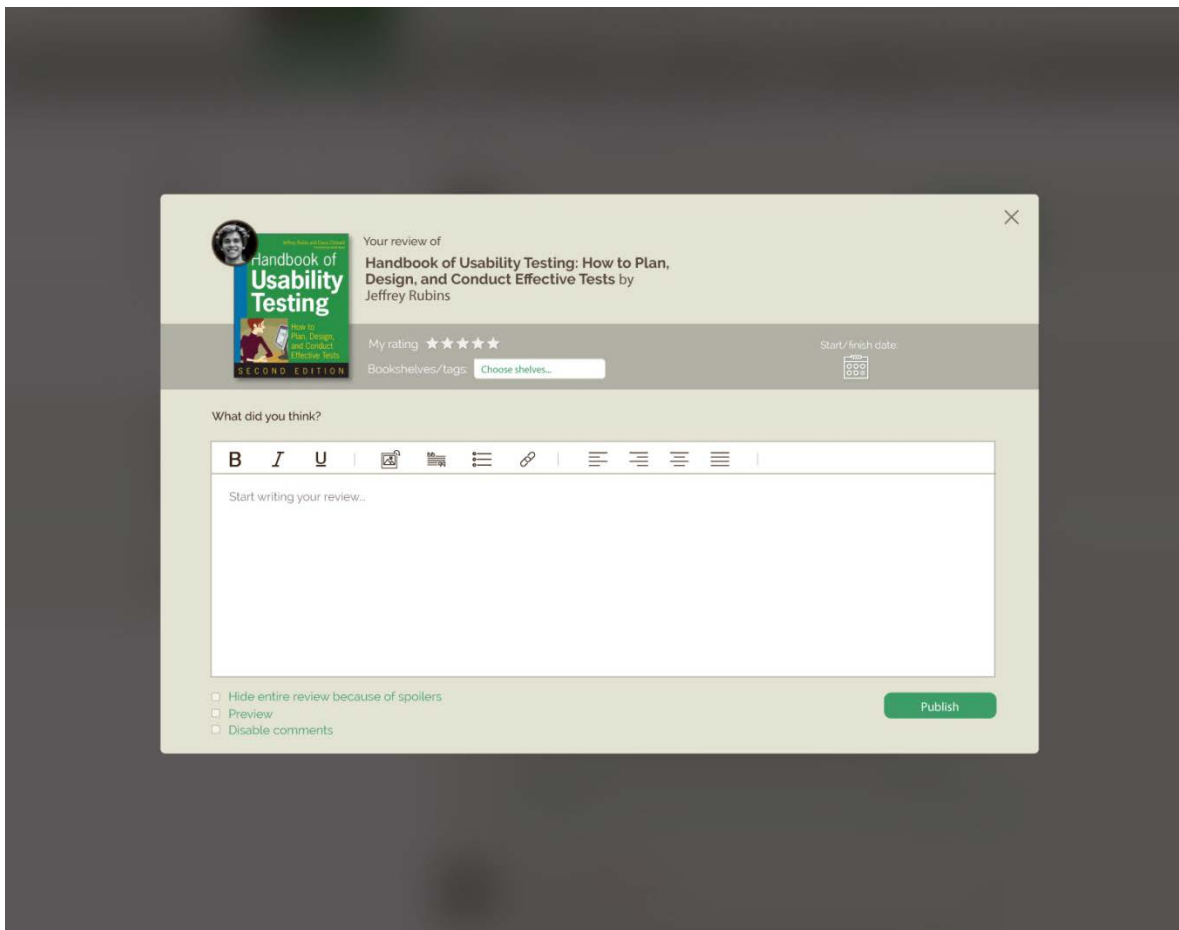 Your review of
Handbook of Usability Testing: How to Plan,
Design, and Conduct Effective Tests by
Jeffrey Rubins
Handbook of
Usability
Testing
How to
Plan, Design,
and Conduct
Effective Tests
SECOND EDITION
My rating
Start/finish date:
Bookshelves/tags: Choose shelves...
What did you think?
B I U
Start writing your review...
Hide entire review because of spoilers
Preview
Disable comments
Publish